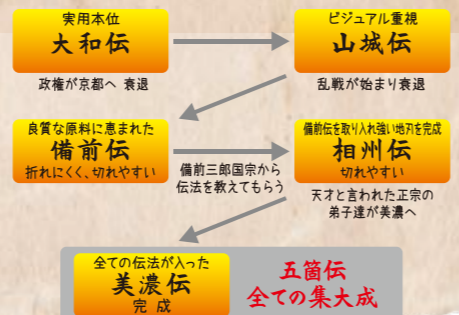 実用本位
大和伝
政権が京都へ 衰退
ビジュアル重視
山城伝
乱戦が始まり衰退
良質な原料に恵まれた
備前伝
折れにくく、切れやすい
備前三郎国宗から
伝法を教えてもらう
備前伝を取り入れ強い地刃を完成
相州伝
切れやすい
天才と言われた正宗の
弟子達が美濃へ
全ての伝法が入った
美濃伝
完成
五箇伝
全ての集大成